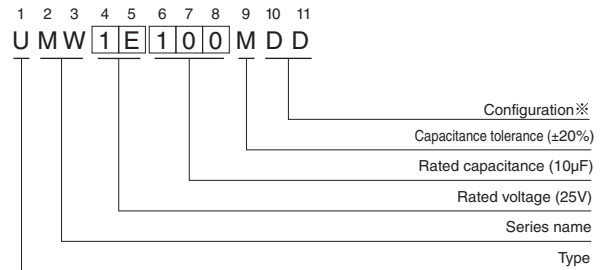 1 2 3 4 5 6 7 8 9 10 11
U M W 1 E 1 0 0 M D D
Configuration※
Capacitance tolerance (±20%)
Rated capacitance (10µF)
Rated voltage (25V)
Series name
Type